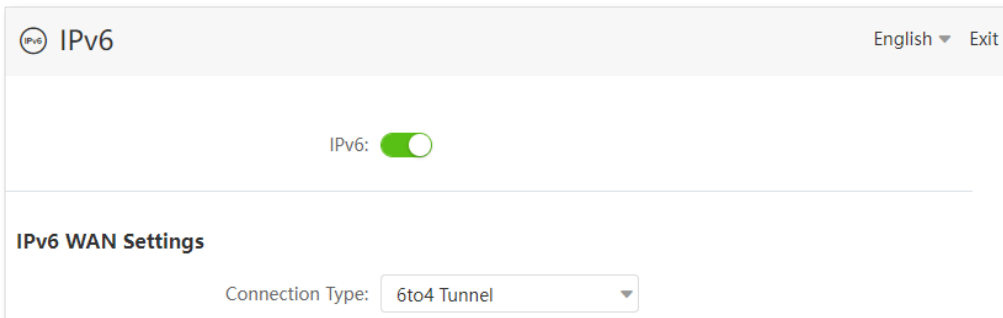 IPv6 IPv6 English Exit
IPv6:
IPv6 WAN Settings
Connection Type: 6to4 Tunnel